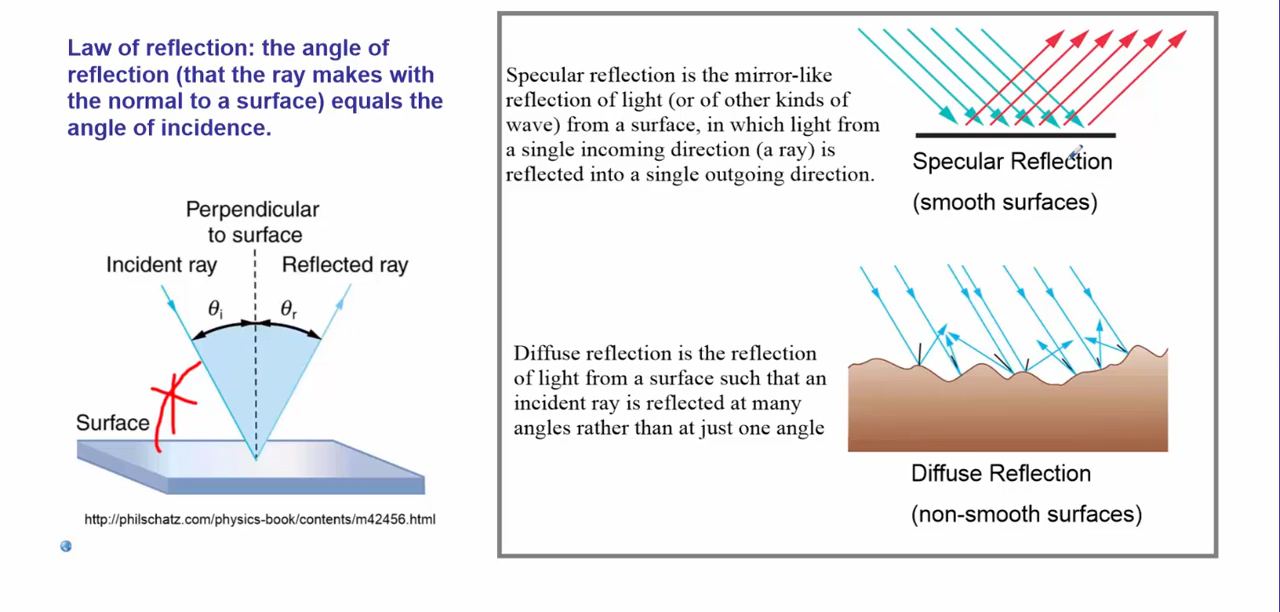 Law of reflection: the angle of
reflection (that the ray makes with
the normal to a surface) equals the
angle of incidence.
Perpendicular
to surface
Incident ray
Reflected ray
θi
θr
Surface
http://philschatz.com/physics-book/contents/m42456.html
Specular reflection is the mirror-like
reflection of light (or of other kinds of
wave) from a surface, in which light from
a single incoming direction (a ray) is
reflected into a single outgoing direction.
Specular Reflection
(smooth surfaces)
Diffuse reflection is the reflection
of light from a surface such that an
incident ray is reflected at many
angles rather than at just one angle
Diffuse Reflection
(non-smooth surfaces)